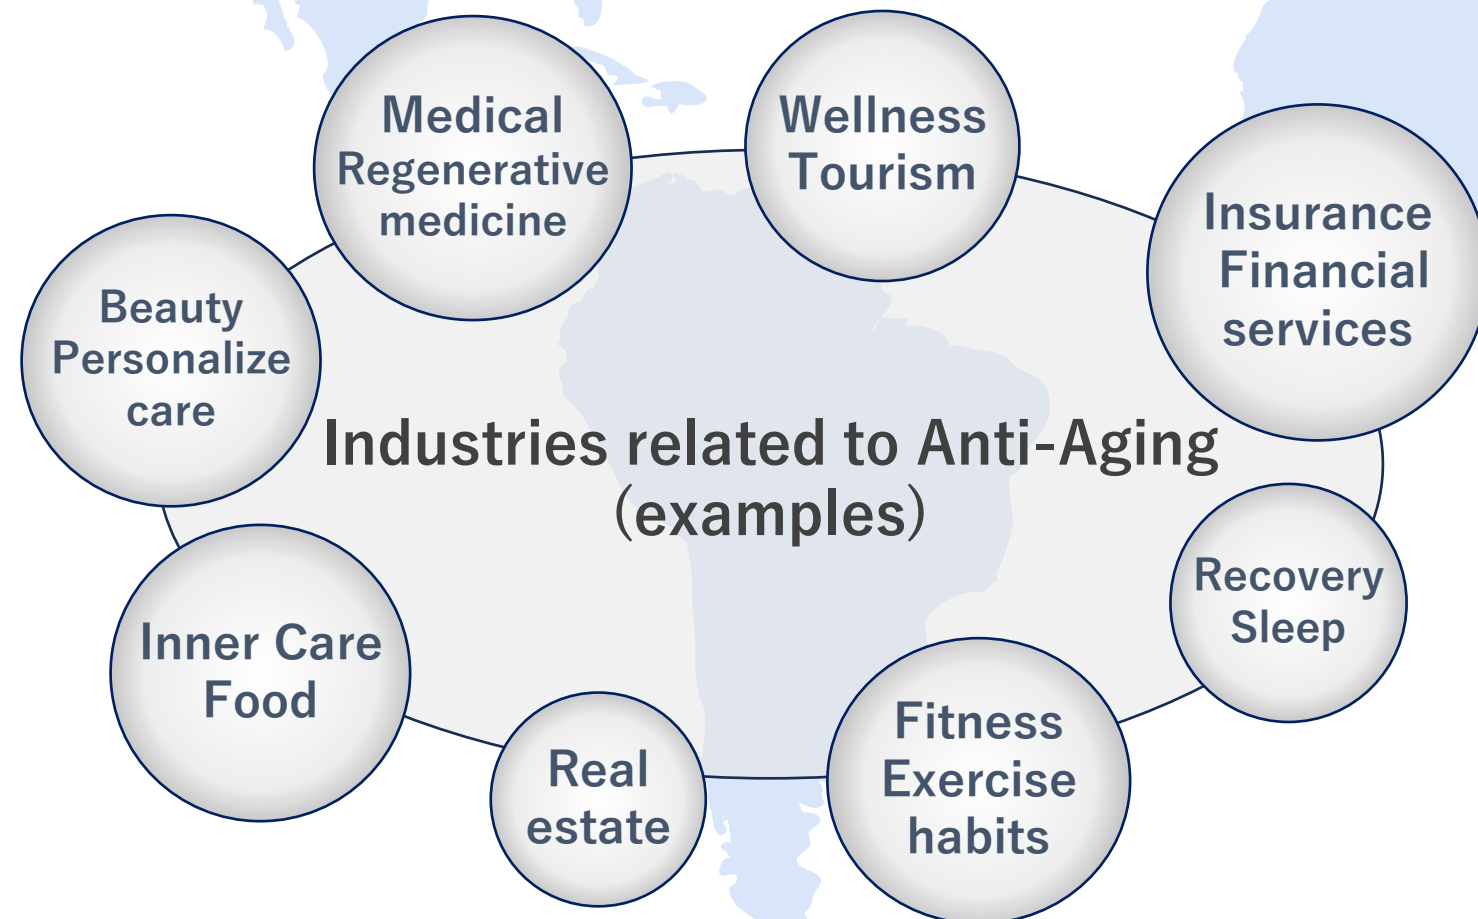 Medical
Regenerative
medicine
Wellness
Tourism
Insurance
Financial
services
Beauty
Personalize
care
Industries related to Anti-Aging
(examples)
Recovery
Sleep
Inner Care
Food
Real
estate
Fitness
Exercise
habits